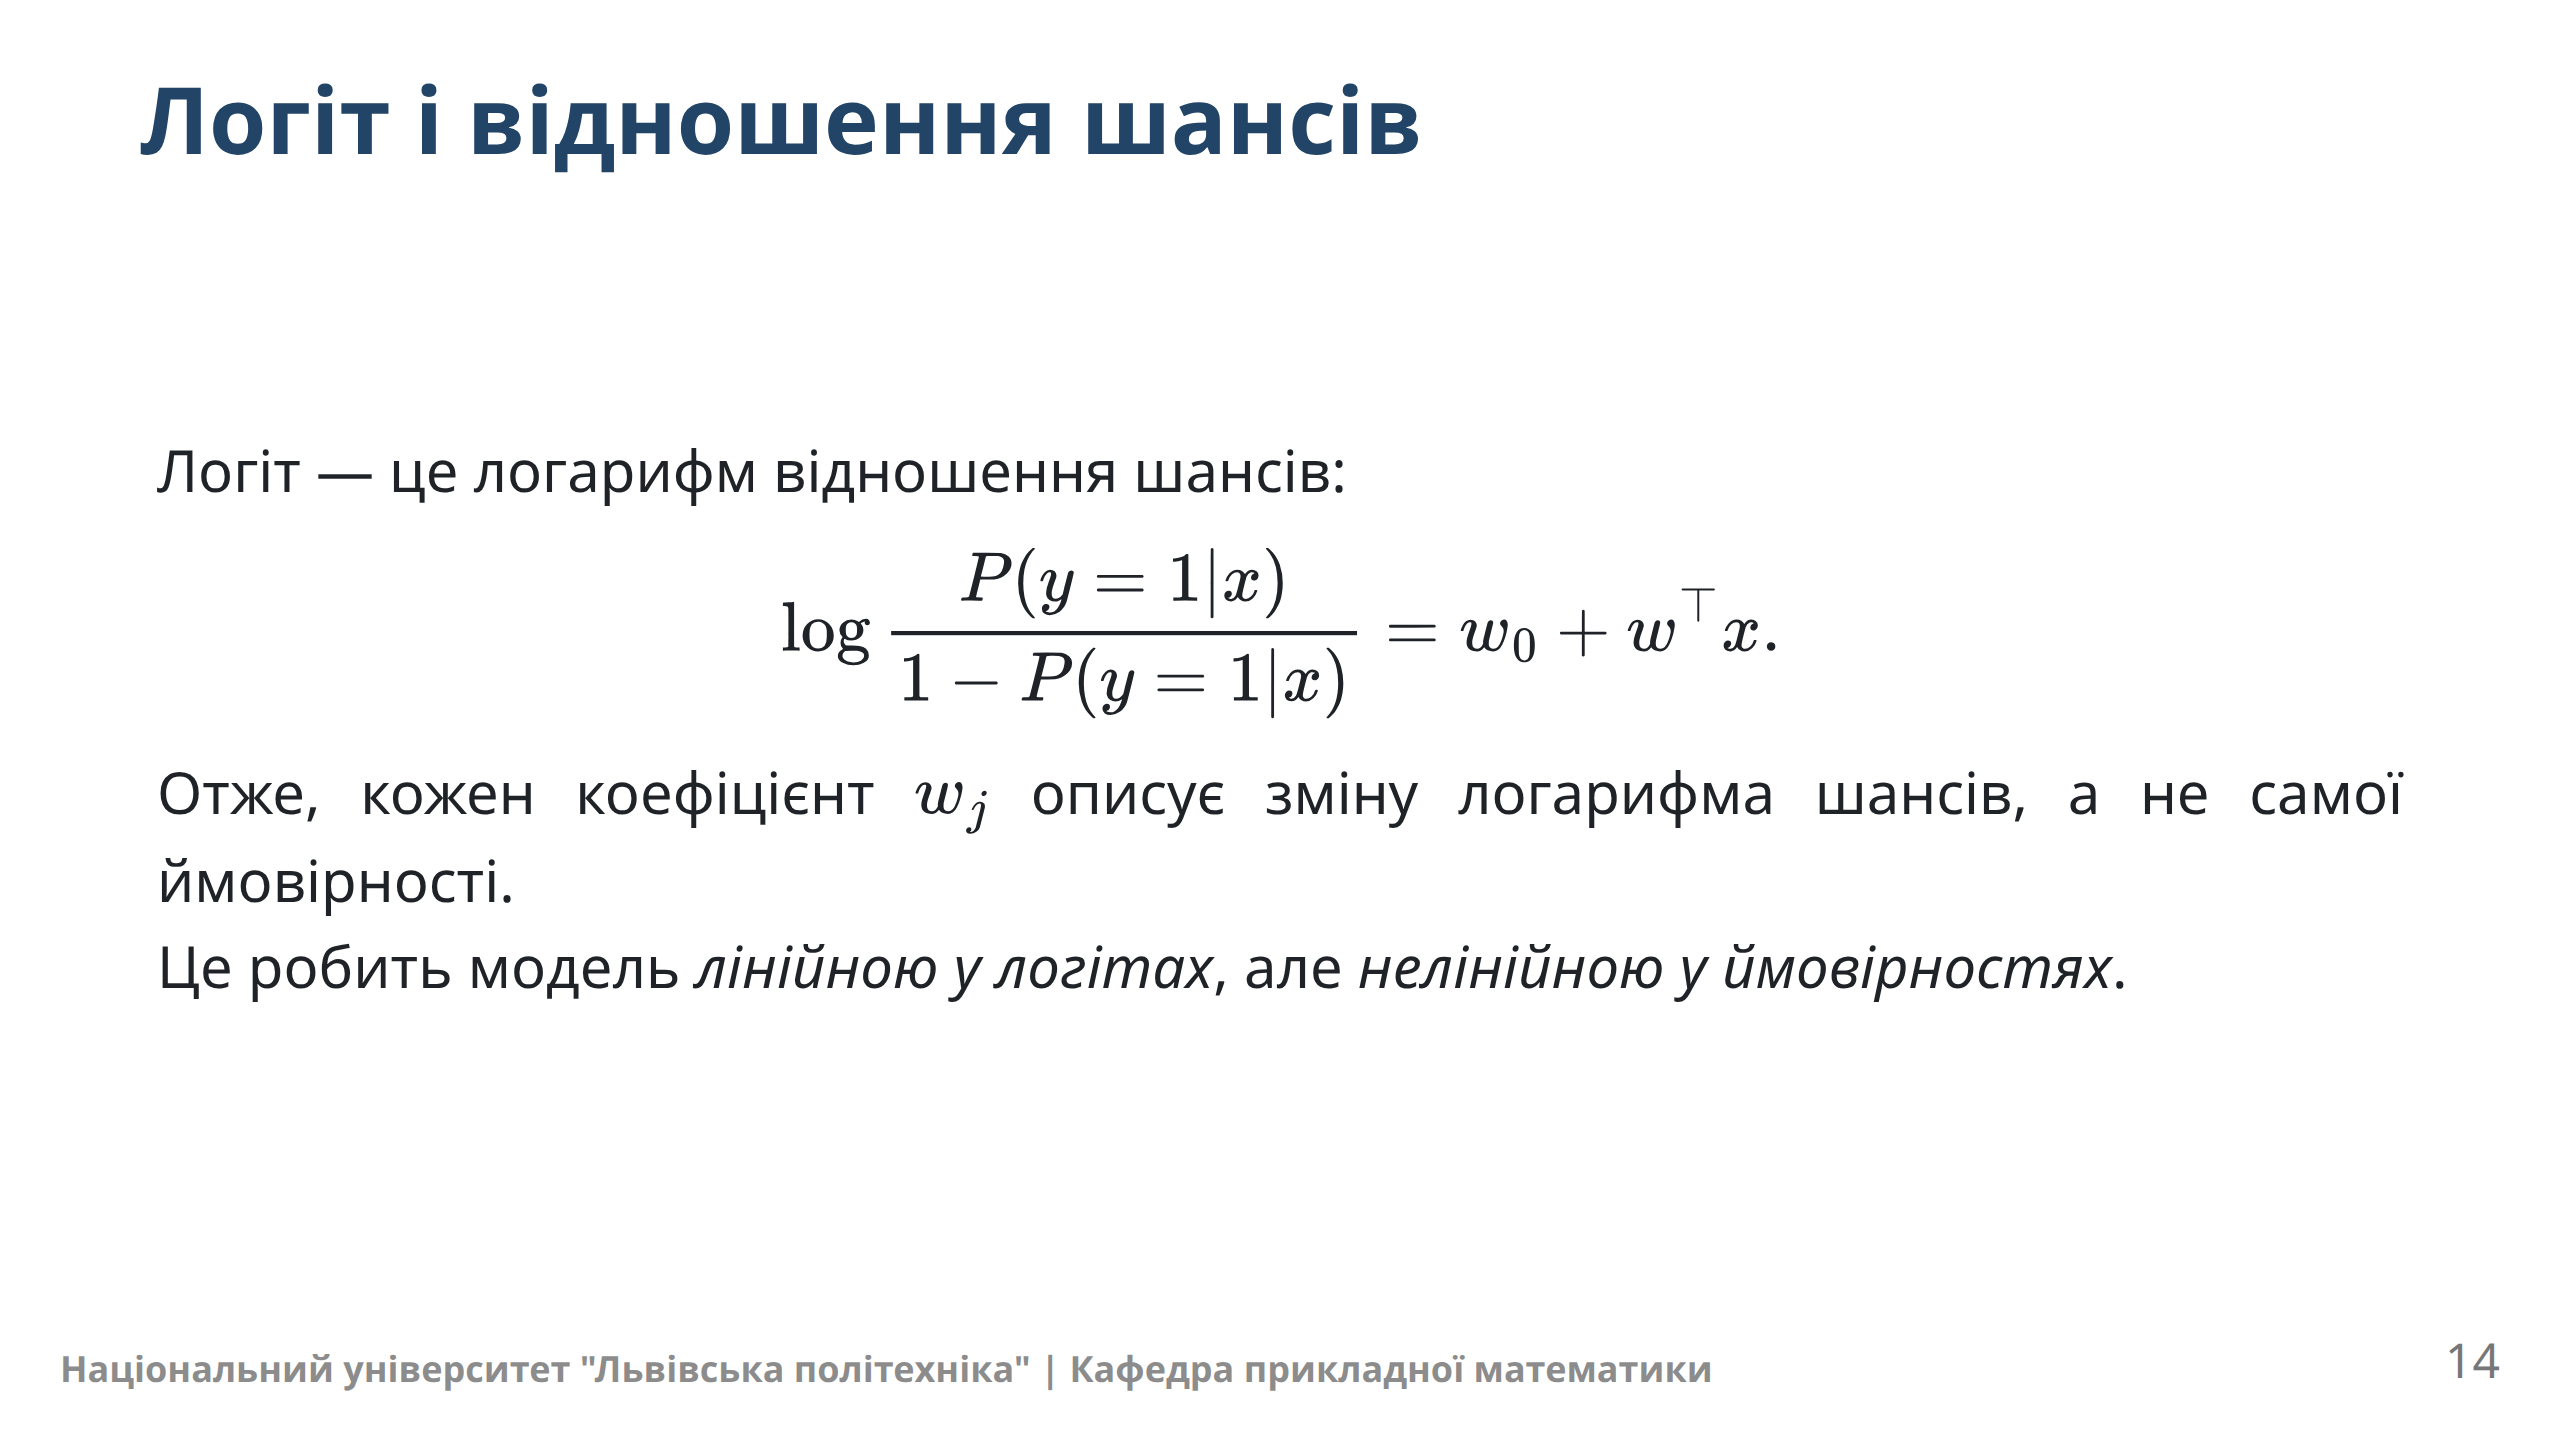 Логіт і відношення шансів
Логіт — це логарифм відношення шансів:
log P(y = 1|x) / 1 − P(y = 1|x) = w₀ + w⊤x.
Отже, кожен коефіцієнт wⱼ описує зміну логарифма шансів, а не самої
ймовірності.
Це робить модель лінійною у логітах, але нелінійною у ймовірностях.
Національний університет "Львівська політехніка" | Кафедра прикладної математики
14